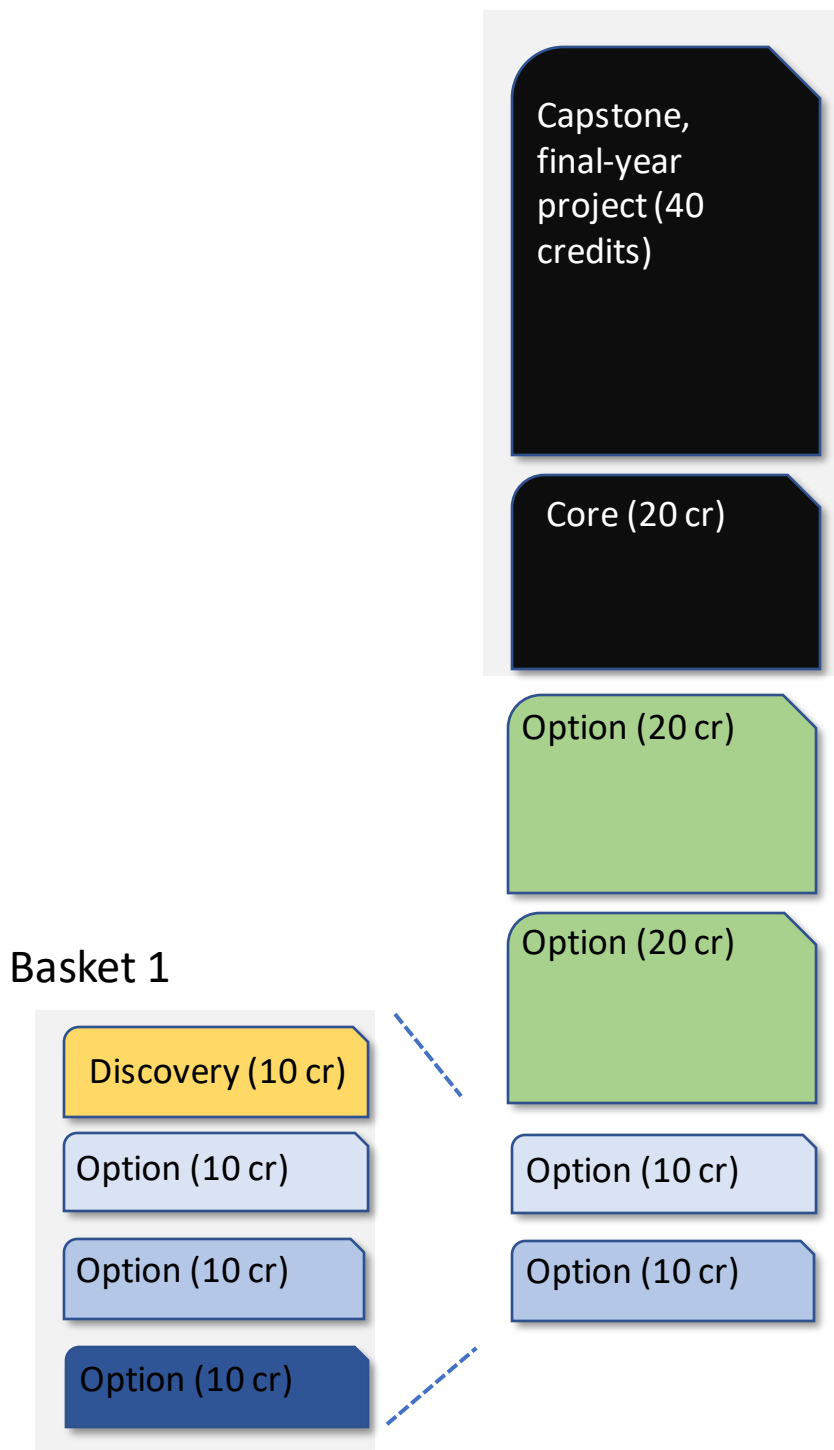 Capstone,
final-year
project (40
credits)
Core (20 cr)
Option (20 cr)
Option (20 cr)
Basket 1
Discovery (10 cr)
Option (10 cr)
Option (10 cr)
Option (10 cr)
Option (10 cr)
Option (10 cr)